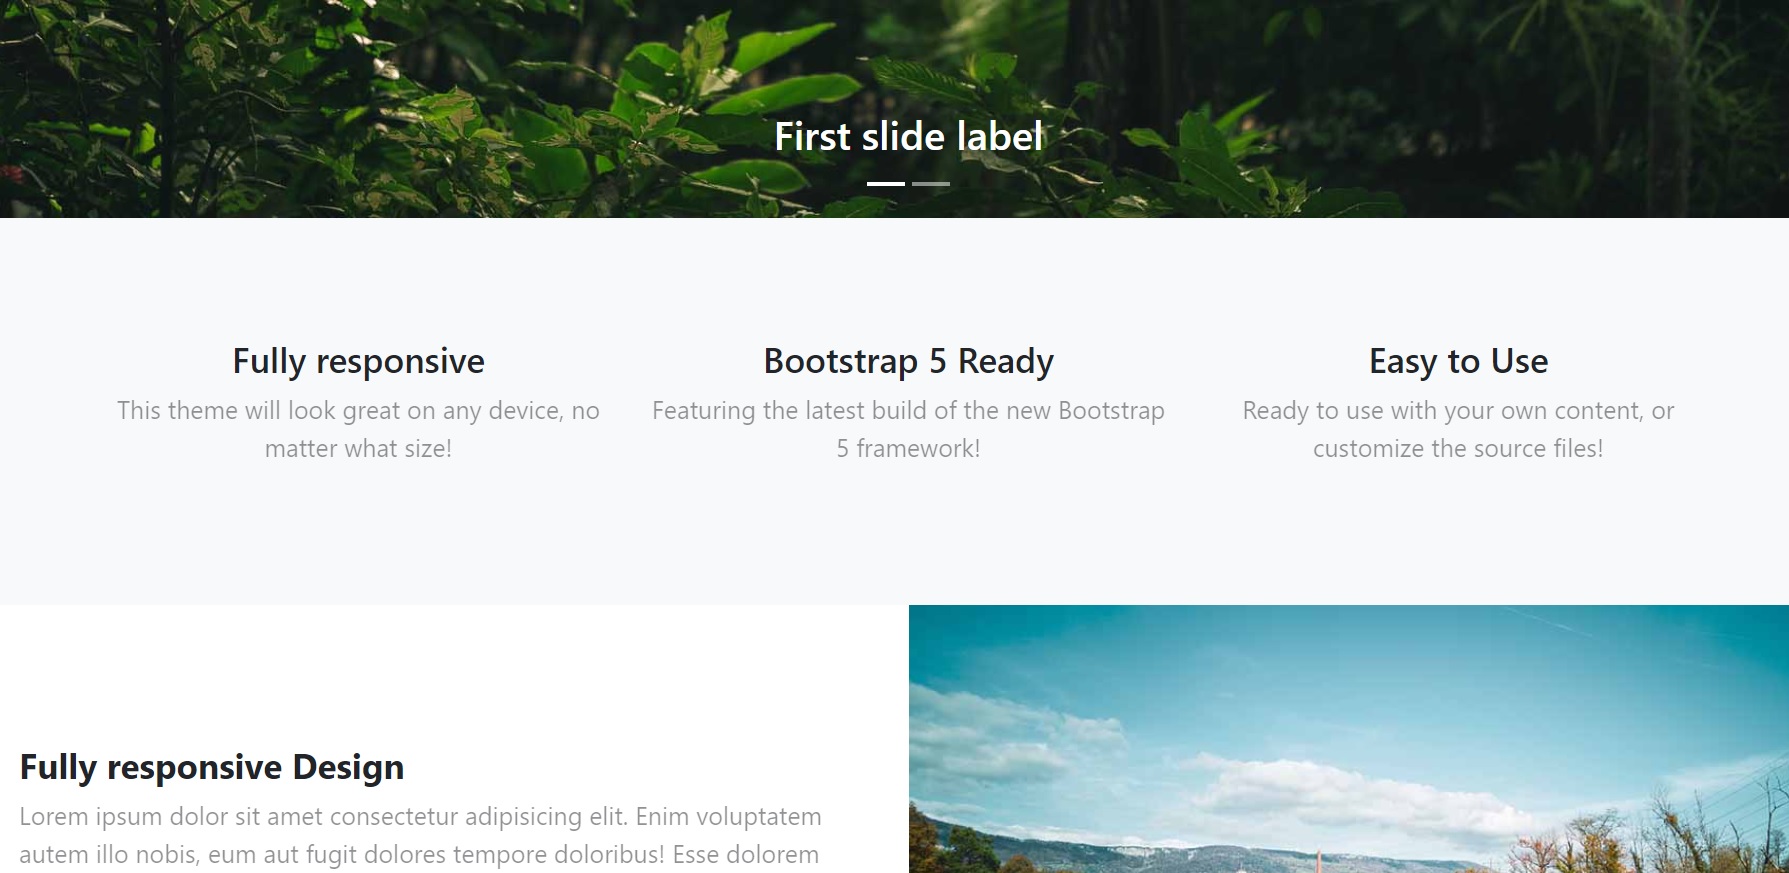 First slide label
Fully responsive
This theme will look great on any device, no
matter what size!
Bootstrap 5 Ready
Featuring the latest build of the new Bootstrap
5 framework!
Easy to Use
Ready to use with your own content, or
customize the source files!
Fully responsive Design
Lorem ipsum dolor sit amet consectetur adipisicing elit. Enim voluptatem
autem illo nobis, eum aut fugit dolores tempore doloribus! Esse dolorem